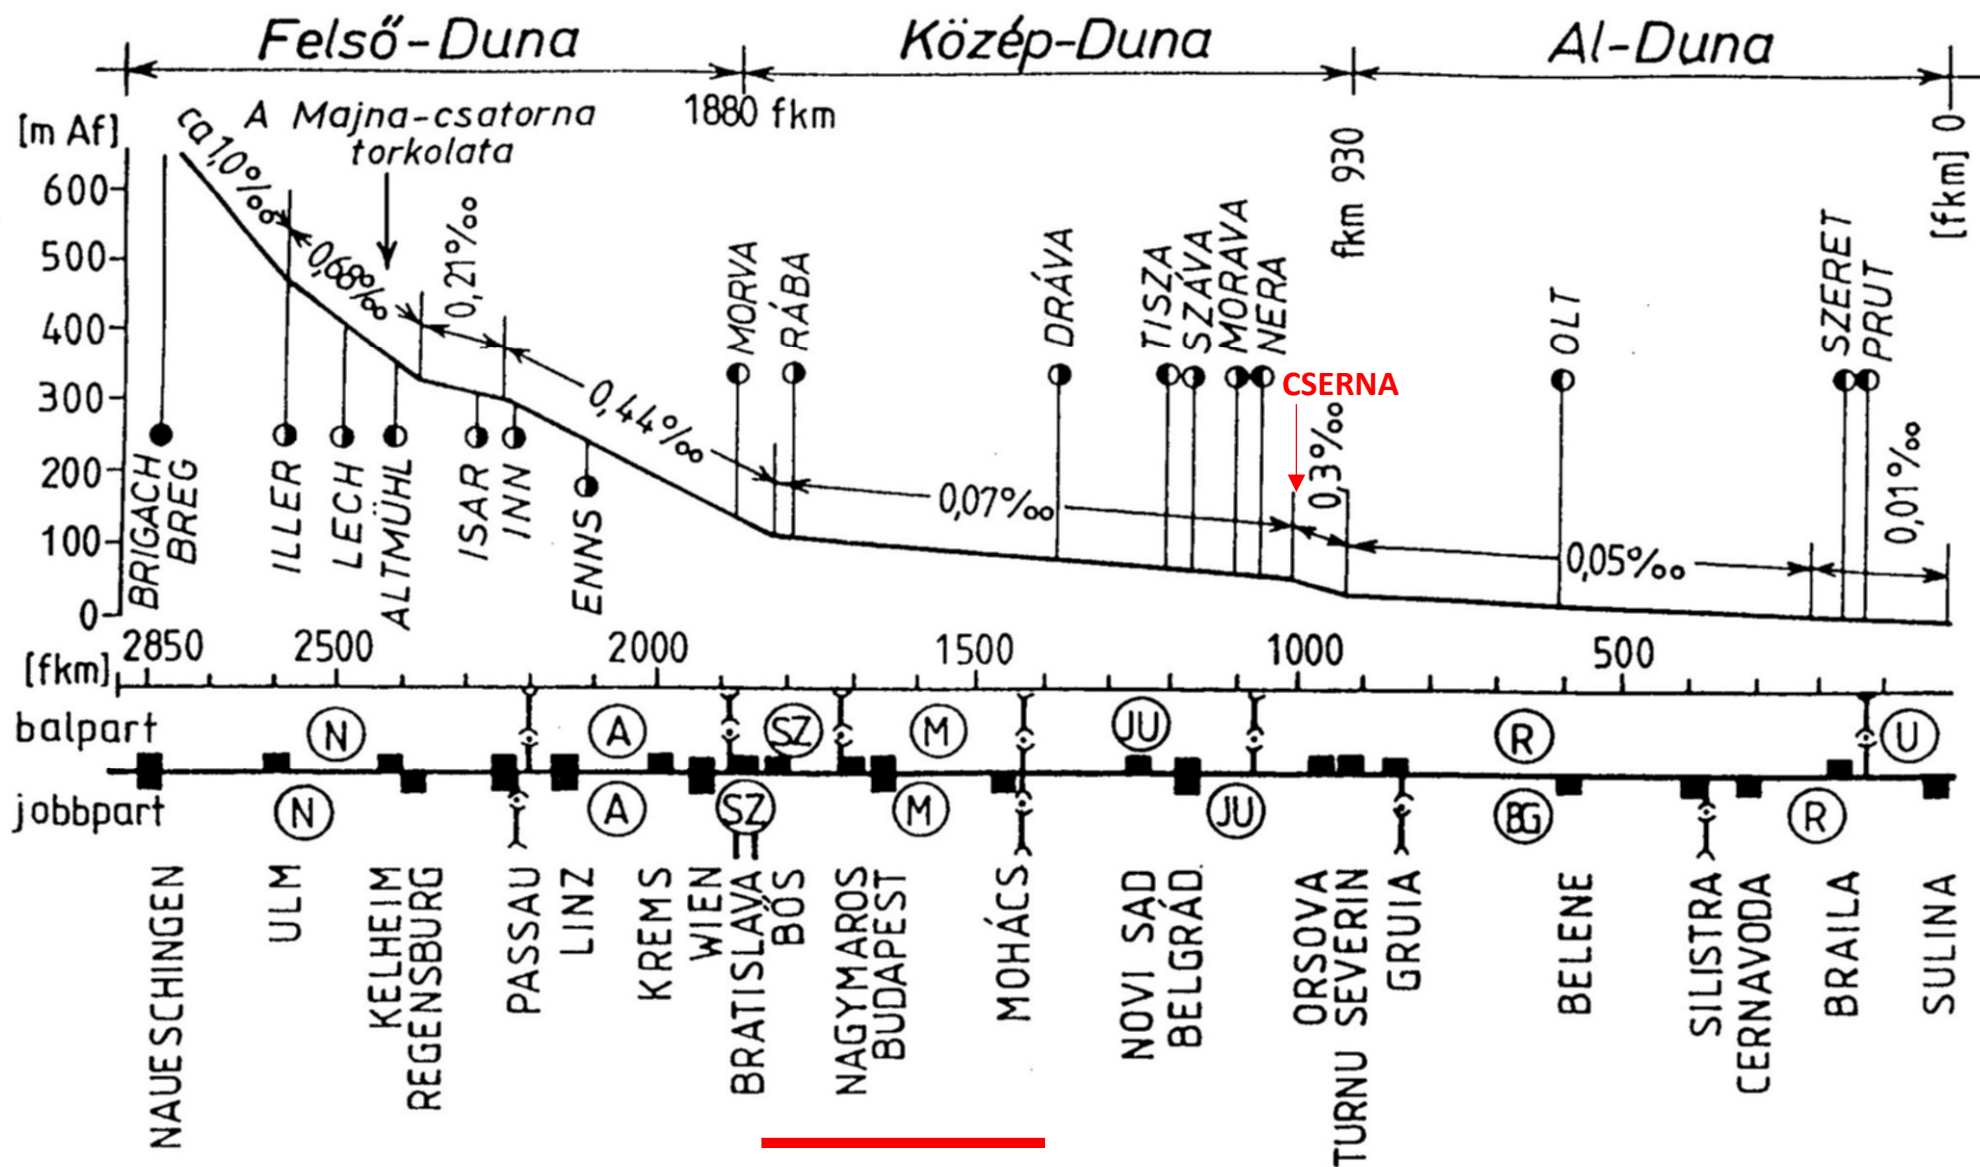 Felső-Duna Közép-Duna Al-Duna
1880 fkm
fkm 930
[fkm] 0
A Majna-csatorna
torkolata
[m Af]
600
500
400
300
200
100
0
ca 1,0‰
0,68‰
0,21‰
0,44‰
0,07‰
0,3‰
0,05‰
0,01‰
BRIGACH
BREG
ILLER
LECH
ALTMÜHL
ISAR
INN
ENNS
MORVA
RÁBA
DRÁVA
TISZA
SZÁVA
MORAVA
NERA
CSERNA
OLT
SZERET
PRUT
2850 2500 2000 1500 1000 500
[fkm]
balpart N A SZ M JU R U
jobbpart N A SZ M JU BG R
NAUESCHINGEN
ULM
KELHEIM
REGENSBURG
PASSAU
LINZ
KREMS
WIEN
BRATISLAVA
BŐS
NAGYMAROS
BUDAPEST
MOHÁCS
NOVI SAD
BELGRÁD
ORSOVA
TURNU SEVERIN
GRUIA
BELENE
SILISTRA
CERNAVODA
BRAILA
SULINA